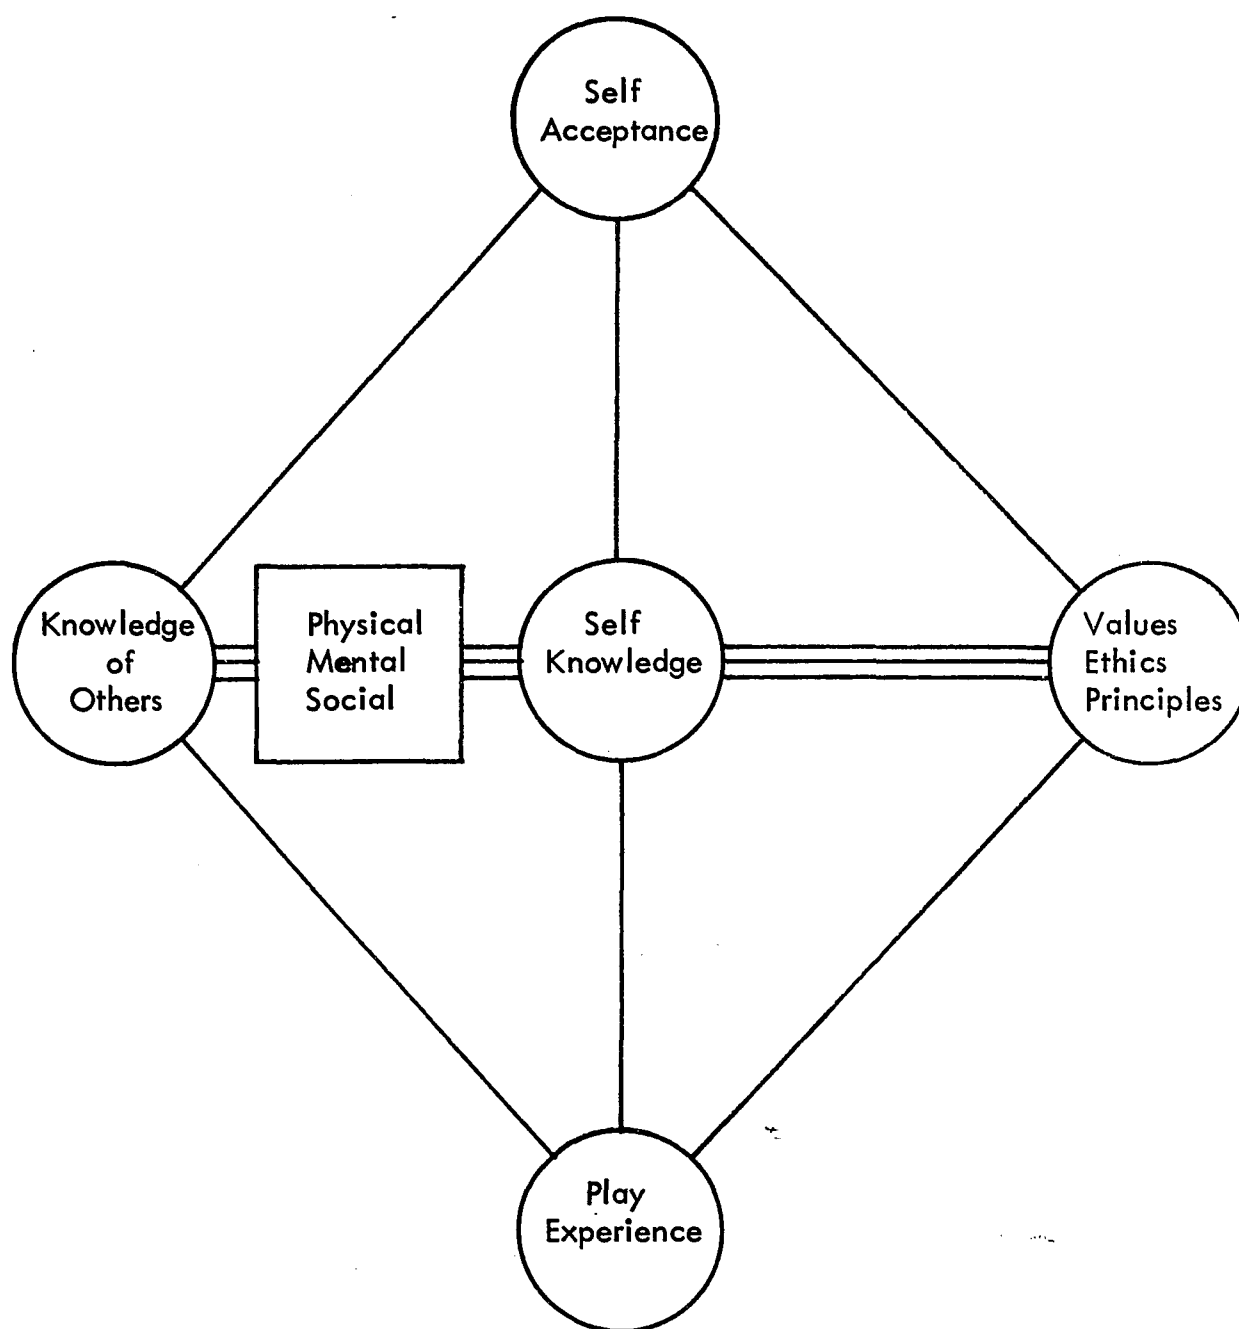 Self
Acceptance
Knowledge
of
Others
Physical
Mental
Social
Self
Knowledge
Values
Ethics
Principles
Play
Experience